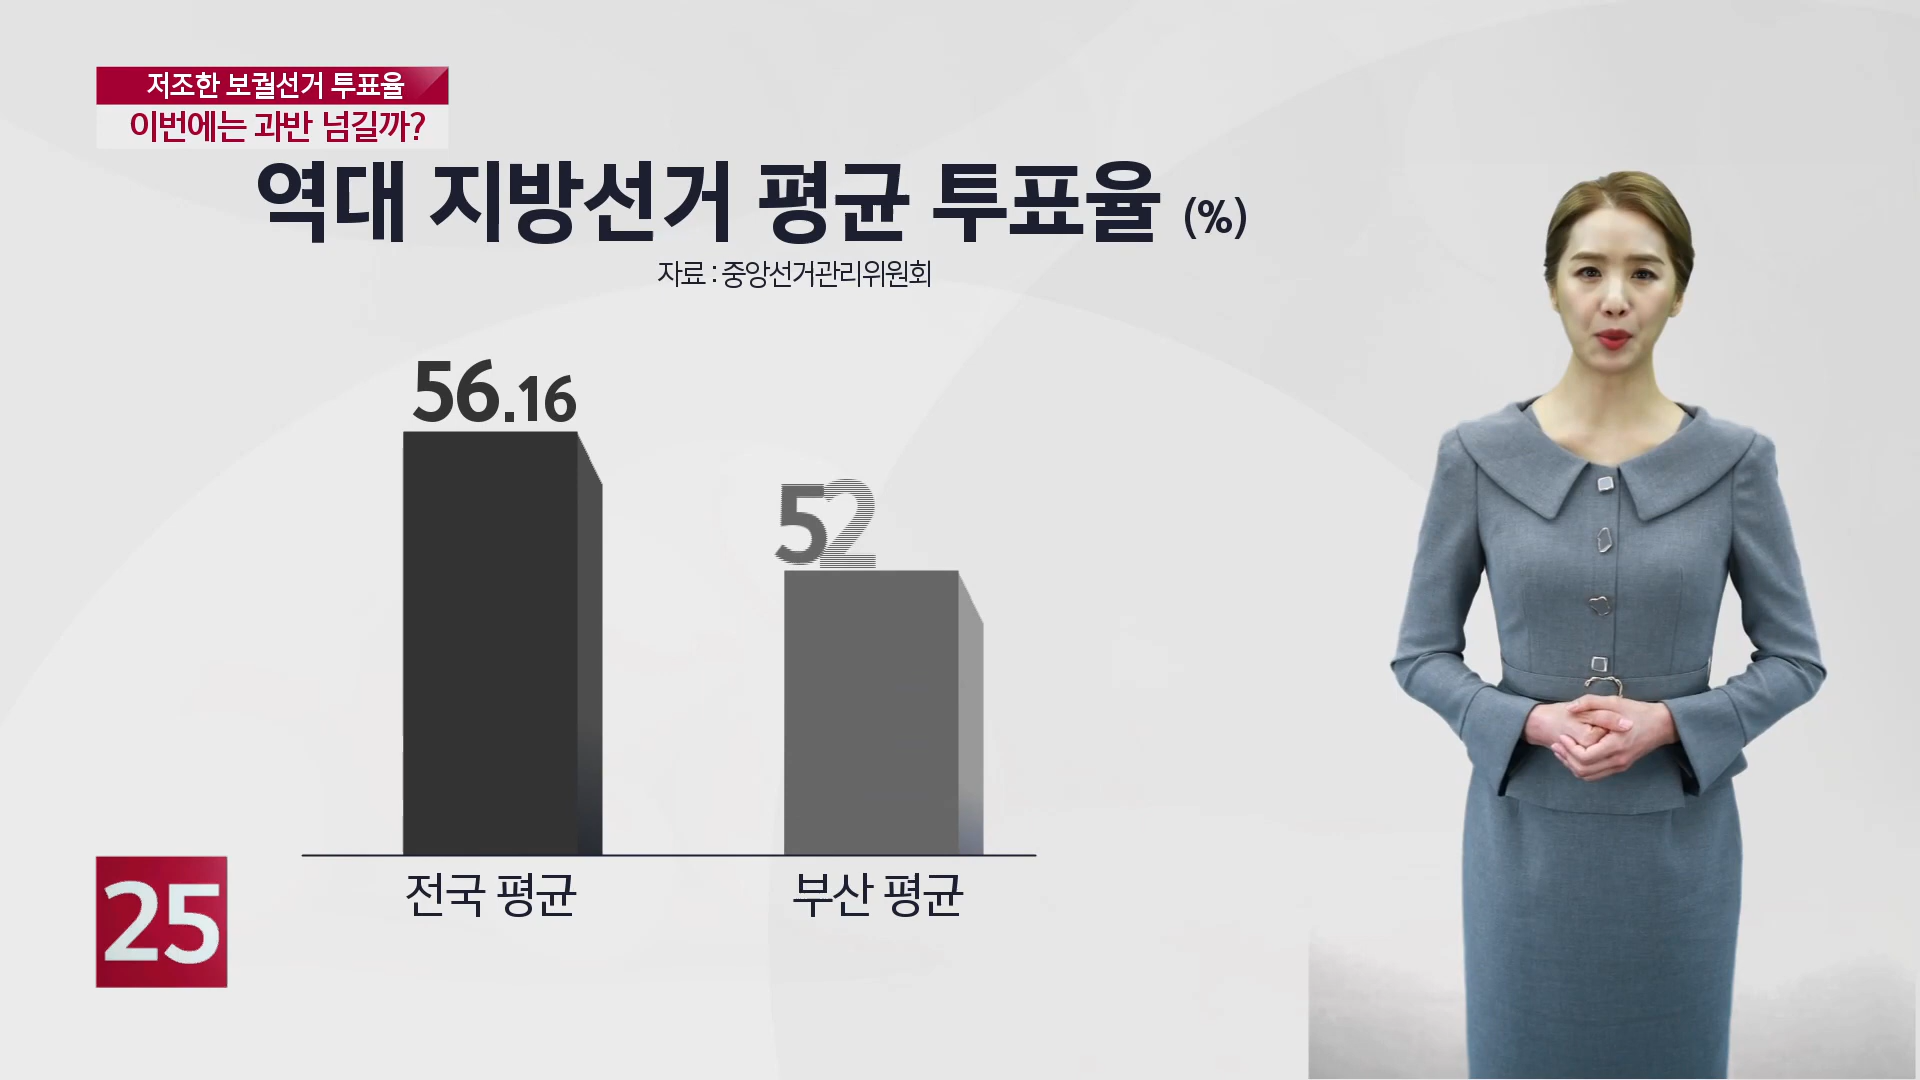 저조한 보궐선거 투표율
이번에는 과반 넘길까?
역대 지방선거 평균 투표율 (%)
자료 : 중앙선거관리위원회
56.16
52
전국 평균
부산 평균
25